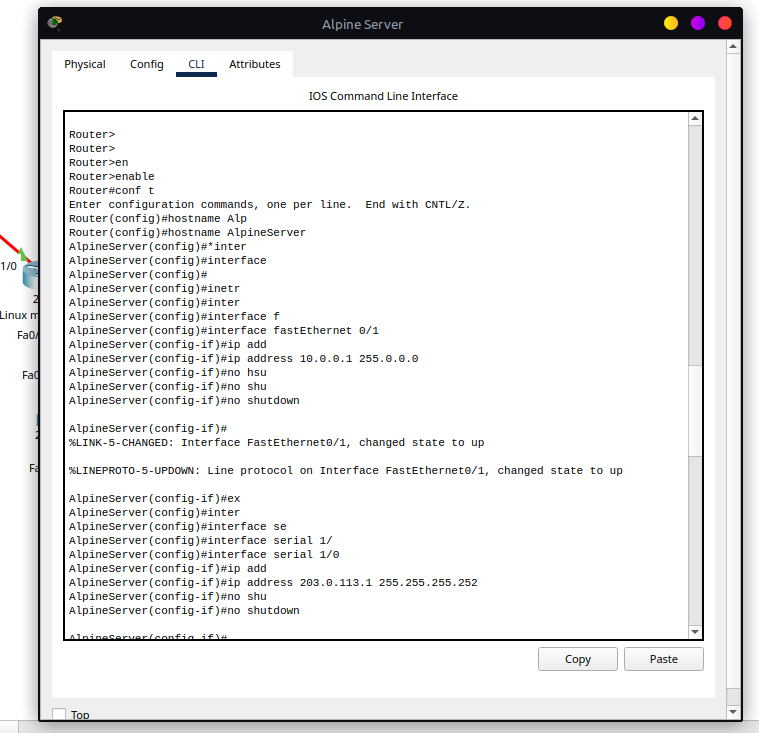 Alpine Server
Physical Config CLI Attributes
IOS Command Line Interface
Router>
Router>
Router>en
Router>enable
Router#conf t
Enter configuration commands, one per line.  End with CNTL/Z.
Router(config)#hostname Alp
Router(config)#hostname AlpineServer
AlpineServer(config)#*inter
AlpineServer(config)#interface
AlpineServer(config)#
AlpineServer(config)#inetr
AlpineServer(config)#inter
AlpineServer(config)#interface f
AlpineServer(config)#interface fastEthernet 0/1
AlpineServer(config-if)#ip add
AlpineServer(config-if)#ip address 10.0.0.1 255.0.0.0
AlpineServer(config-if)#no hsu
AlpineServer(config-if)#no shu
AlpineServer(config-if)#no shutdown
AlpineServer(config-if)#
%LINK-5-CHANGED: Interface FastEthernet0/1, changed state to up
%LINEPROTO-5-UPDOWN: Line protocol on Interface FastEthernet0/1, changed state to up
AlpineServer(config-if)#ex
AlpineServer(config)#inter
AlpineServer(config)#interface se
AlpineServer(config)#interface serial 1/
AlpineServer(config)#interface serial 1/0
AlpineServer(config-if)#ip add
AlpineServer(config-if)#ip address 203.0.113.1 255.255.255.252
AlpineServer(config-if)#no shu
AlpineServer(config-if)#no shutdown
AlpineServer(config-if)#
Copy Paste
Top
1/0
2
Linux m
Fa0/
Fa0
2
Fa